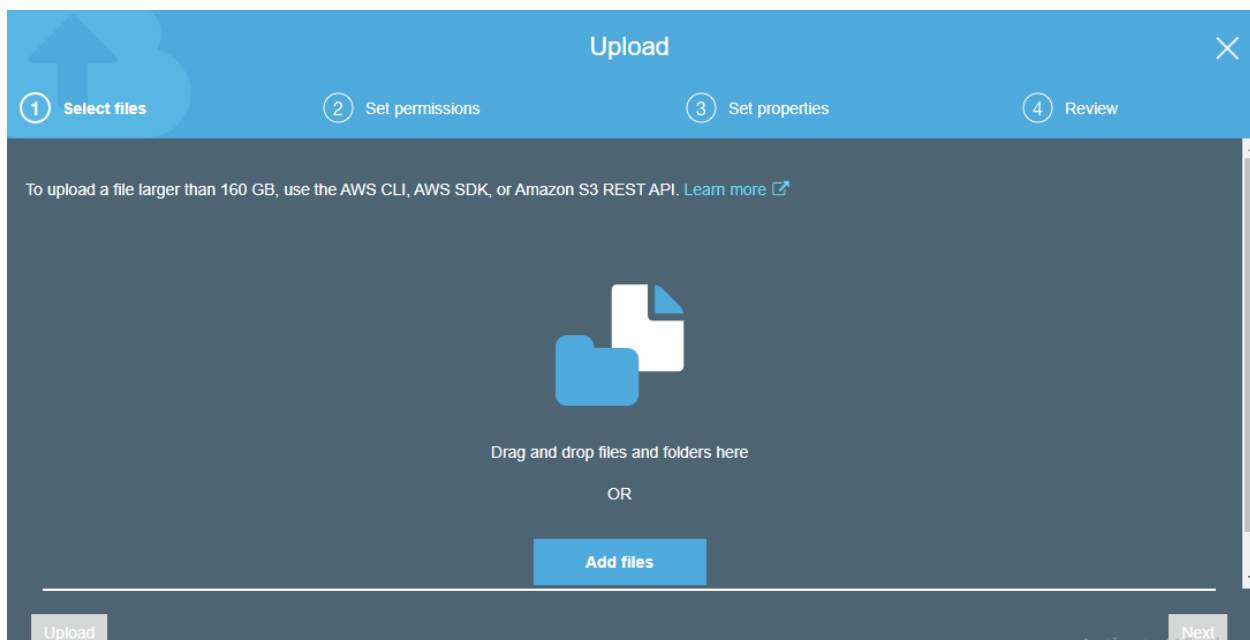 Upload
1 Select files
2 Set permissions
3 Set properties
4 Review
To upload a file larger than 160 GB, use the AWS CLI, AWS SDK, or Amazon S3 REST API. Learn more
Drag and drop files and folders here
OR
Add files
Upload
Next